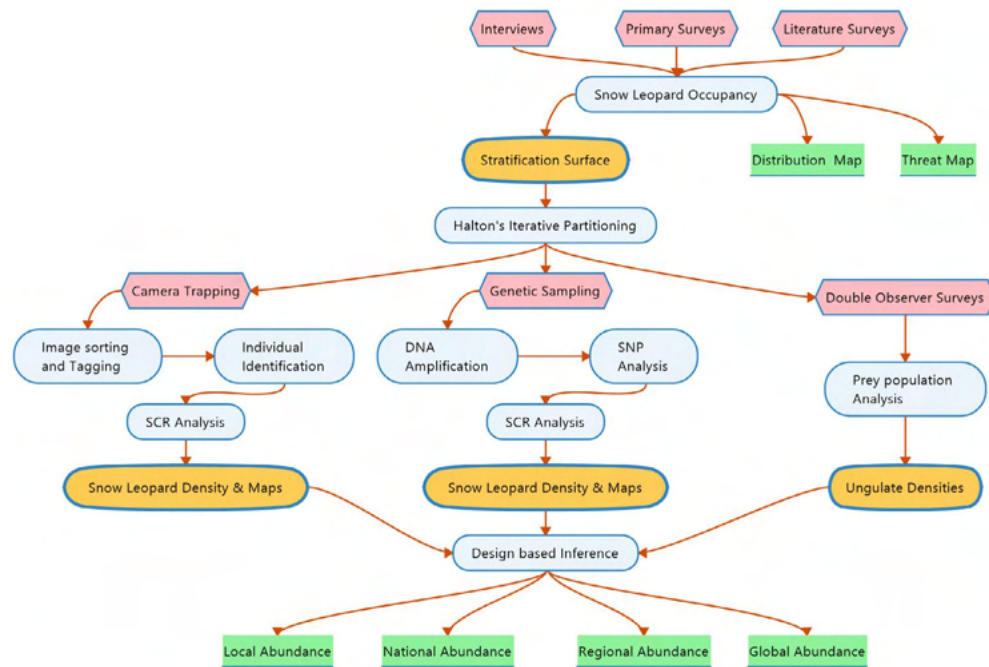 Interviews
Primary Surveys
Literature Surveys
Snow Leopard Occupancy
Stratification Surface
Distribution Map
Threat Map
Halton's Iterative Partitioning
Camera Trapping
Genetic Sampling
Double Observer Surveys
Image sorting
and Tagging
Individual
Identification
DNA
Amplification
SNP
Analysis
Prey population
Analysis
SCR Analysis
SCR Analysis
Snow Leopard Density & Maps
Snow Leopard Density & Maps
Ungulate Densities
Design based Inference
Local Abundance
National Abundance
Regional Abundance
Global Abundance